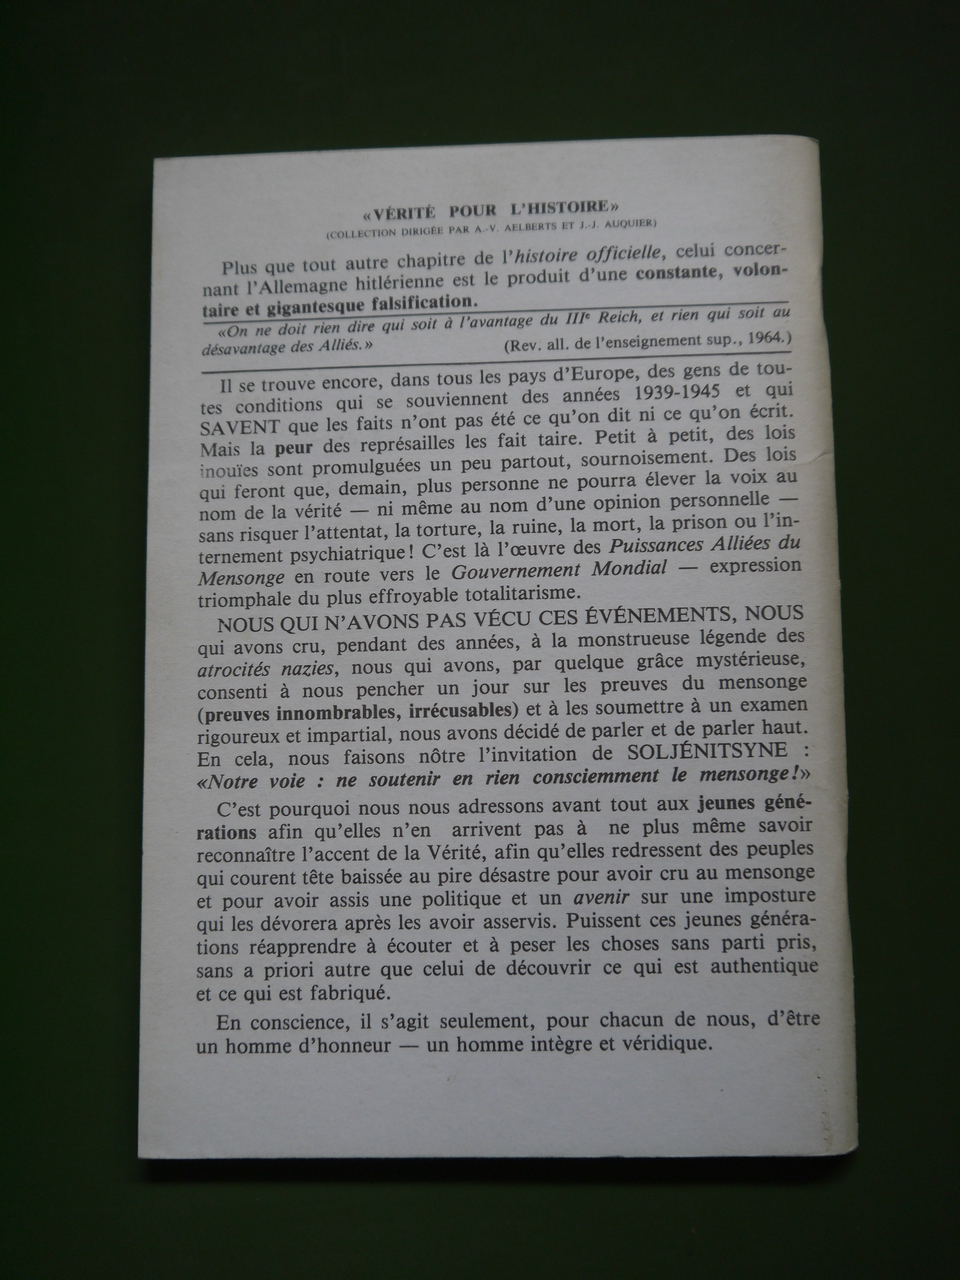 «VÉRITÉ POUR L'HISTOIRE»
(COLLECTION DIRIGÉE PAR A.-V. AELBERTS ET J.-J. AUQUIER)
Plus que tout autre chapitre de l'histoire officielle, celui concer-
nant l'Allemagne hitlérienne est le produit d'une constante, volon-
taire et gigantesque falsification.
«On ne doit rien dire qui soit à l'avantage du IIIe Reich, et rien qui soit au
désavantage des Alliés.» (Rev. all. de l'enseignement sup., 1964.)
Il se trouve encore, dans tous les pays d'Europe, des gens de tou-
tes conditions qui se souviennent des années 1939-1945 et qui
SAVENT que les faits n'ont pas été ce qu'on dit ni ce qu'on écrit.
Mais la peur des représailles les fait taire. Petit à petit, des lois
inouïes sont promulguées un peu partout, sournoisement. Des lois
qui feront que, demain, plus personne ne pourra élever la voix au
nom de la vérité — ni même au nom d'une opinion personnelle —
sans risquer l'attentat, la torture, la ruine, la mort, la prison ou l'in-
ternement psychiatrique! C'est là l'œuvre des Puissances Alliées du
Mensonge en route vers le Gouvernement Mondial — expression
triomphale du plus effroyable totalitarisme.
NOUS QUI N'AVONS PAS VÉCU CES ÉVÉNEMENTS, NOUS
qui avons cru, pendant des années, à la monstrueuse légende des
atrocités nazies, nous qui avons, par quelque grâce mystérieuse,
consenti à nous pencher un jour sur les preuves du mensonge
(preuves innombrables, irrécusables) et à les soumettre à un examen
rigoureux et impartial, nous avons décidé de parler et de parler haut.
En cela, nous faisons nôtre l'invitation de SOLJÉNITSYNE :
«Notre voie : ne soutenir en rien consciemment le mensonge!»
C'est pourquoi nous nous adressons avant tout aux jeunes géné-
rations afin qu'elles n'en arrivent pas à ne plus même savoir
reconnaître l'accent de la Vérité, afin qu'elles redressent des peuples
qui courent tête baissée au pire désastre pour avoir cru au mensonge
et pour avoir assis une politique et un avenir sur une imposture
qui les dévorera après les avoir asservis. Puissent ces jeunes généra-
tions réapprendre à écouter et à peser les choses sans parti pris,
sans a priori autre que celui de découvrir ce qui est authentique
et ce qui est fabriqué.
En conscience, il s'agit seulement, pour chacun de nous, d'être
un homme d'honneur — un homme intègre et véridique.